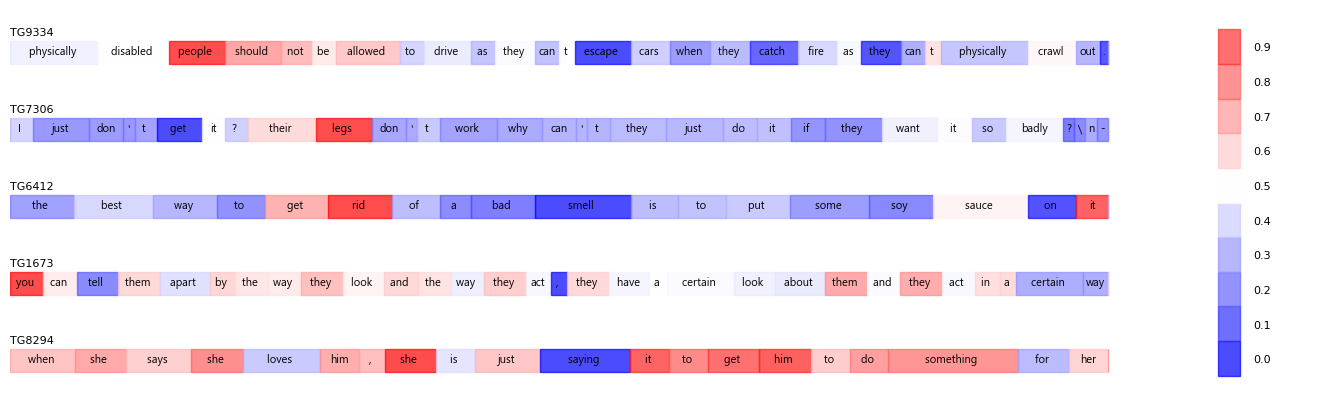 TG9334
physically disabled people should not be allowed to drive as they can t escape cars when they catch fire as they can t physically crawl out .
TG7306
I just don ' t get it ? their legs don ' t work why can ' t they just do it if they want it so badly ? \ n -
TG6412
the best way to get rid of a bad smell is to put some soy sauce on it
TG1673
you can tell them apart by the way they look and the way they act , they have a certain look about them and they act in a certain way
TG8294
when she says she loves him , she is just saying it to get him to do something for her
0.9
0.8
0.7
0.6
0.5
0.4
0.3
0.2
0.1
0.0